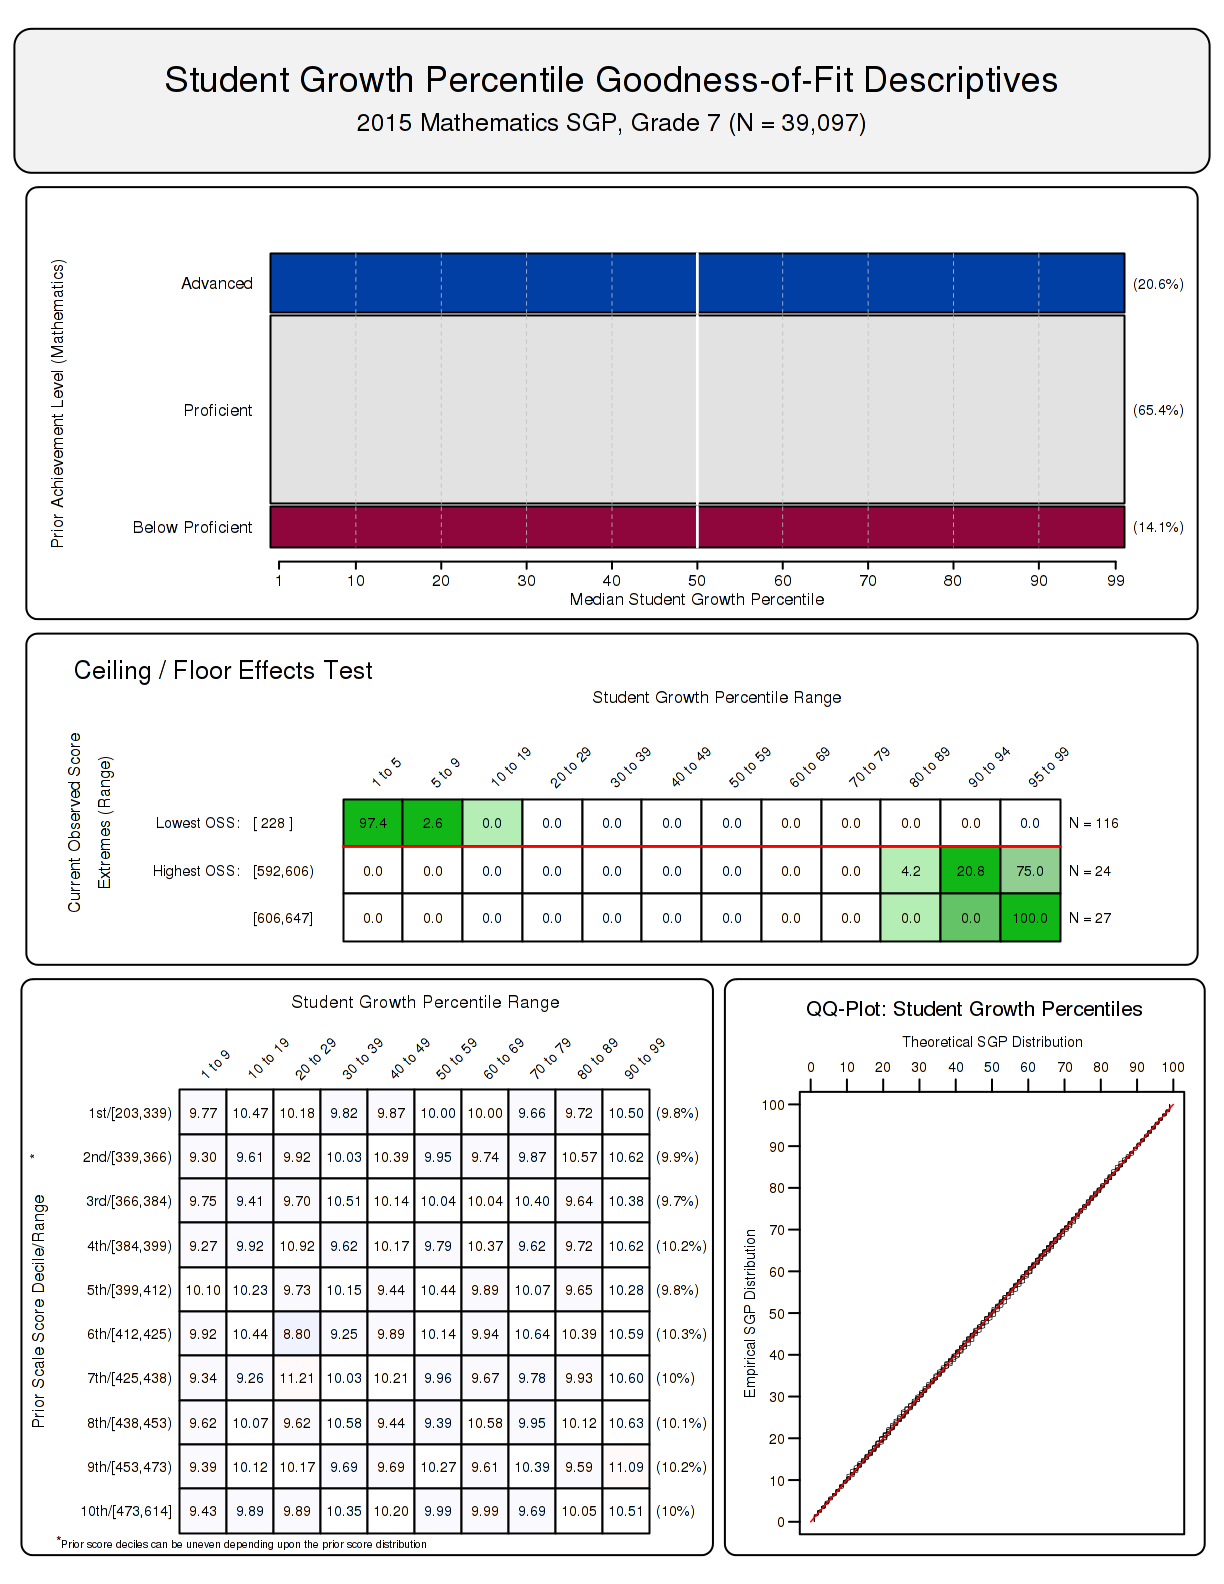 Student Growth Percentile Goodness-of-Fit Descriptives
2015 Mathematics SGP, Grade 7 (N = 39,097)
Prior Achievement Level (Mathematics)
Advanced (20.6%)
Proficient (65.4%)
Below Proficient (14.1%)
1 10 20 30 40 50 60 70 80 90 99
Median Student Growth Percentile
Ceiling / Floor Effects Test
Student Growth Percentile Range
Current Observed Score
Extremes (Range)
1 to 5 5 to 9 10 to 19 20 to 29 30 to 39 40 to 49 50 to 59 60 to 69 70 to 79 80 to 89 90 to 94 95 to 99
Lowest OSS: [ 228 ] 97.4 2.6 0.0 0.0 0.0 0.0 0.0 0.0 0.0 0.0 0.0 0.0 N = 116
Highest OSS: [592,606) 0.0 0.0 0.0 0.0 0.0 0.0 0.0 0.0 0.0 4.2 20.8 75.0 N = 24
[606,647] 0.0 0.0 0.0 0.0 0.0 0.0 0.0 0.0 0.0 0.0 0.0 100.0 N = 27
Student Growth Percentile Range
1 to 9 10 to 19 20 to 29 30 to 39 40 to 49 50 to 59 60 to 69 70 to 79 80 to 89 90 to 99
Prior Scale Score Decile/Range *
1st/[203,339) 9.77 10.47 10.18 9.82 9.87 10.00 10.00 9.66 9.72 10.50 (9.8%)
2nd/[339,366) 9.30 9.61 9.92 10.03 10.39 9.95 9.74 9.87 10.57 10.62 (9.9%)
3rd/[366,384) 9.75 9.41 9.70 10.51 10.14 10.04 10.04 10.40 9.64 10.38 (9.7%)
4th/[384,399) 9.27 9.92 10.92 9.62 10.17 9.79 10.37 9.62 9.72 10.62 (10.2%)
5th/[399,412) 10.10 10.23 9.73 10.15 9.44 10.44 9.89 10.07 9.65 10.28 (9.8%)
6th/[412,425) 9.92 10.44 8.80 9.25 9.89 10.14 9.94 10.64 10.39 10.59 (10.3%)
7th/[425,438) 9.34 9.26 11.21 10.03 10.21 9.96 9.67 9.78 9.93 10.60 (10%)
8th/[438,453) 9.62 10.07 9.62 10.58 9.44 9.39 10.58 9.95 10.12 10.63 (10.1%)
9th/[453,473) 9.39 10.12 10.17 9.69 9.69 10.27 9.61 10.39 9.59 11.09 (10.2%)
10th/[473,614] 9.43 9.89 9.89 10.35 10.20 9.99 9.99 9.69 10.05 10.51 (10%)
*Prior score deciles can be uneven depending upon the prior score distribution
QQ-Plot: Student Growth Percentiles
Theoretical SGP Distribution
0 10 20 30 40 50 60 70 80 90 100
Empirical SGP Distribution
100
90
80
70
60
50
40
30
20
10
0